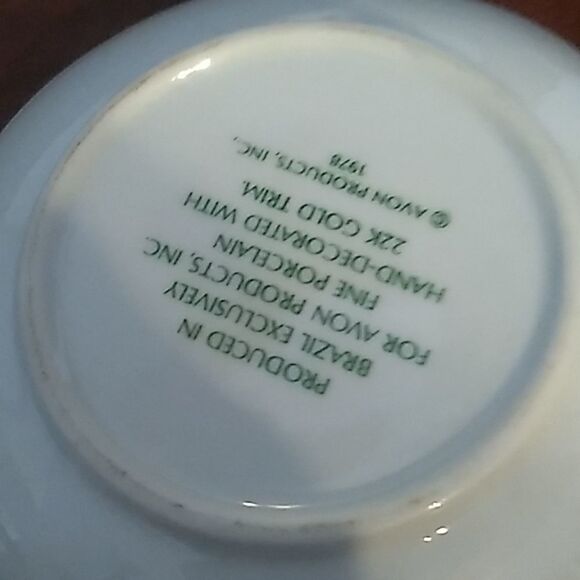 PRODUCED IN
BRAZIL EXCLUSIVELY
FOR AVON PRODUCTS, INC.
FINE PORCELAIN
HAND-DECORATED WITH
22K GOLD TRIM.
© AVON PRODUCTS, INC.
1978